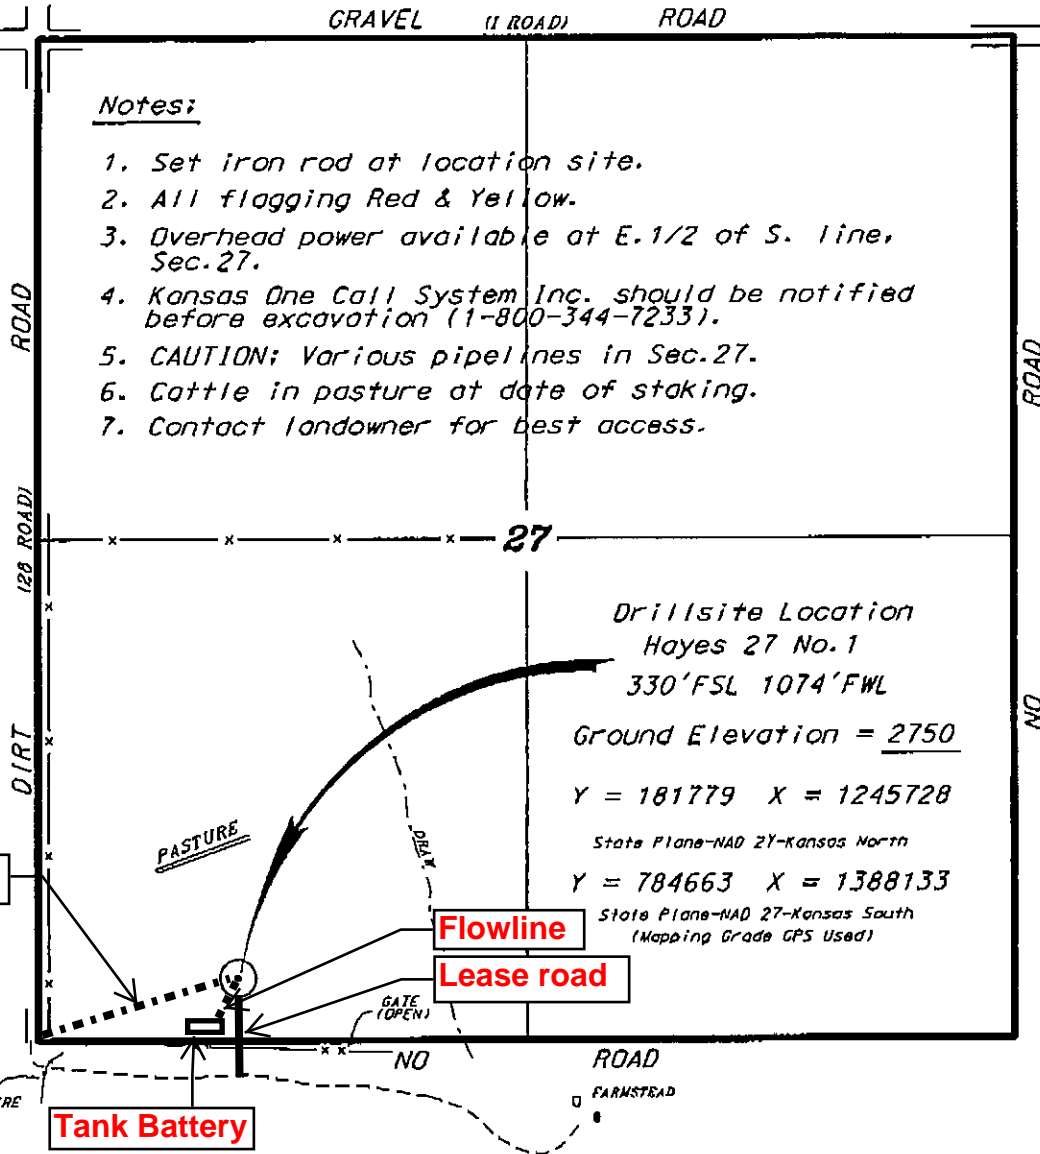 GRAVEL (I ROAD) ROAD
Notes:
1. Set iron rod at location site.
2. All flagging Red & Yellow.
3. Overhead power available at E.1/2 of S. line,
Sec.27.
4. Kansas One Call System Inc. should be notified
before excavation (1-800-344-7233).
5. CAUTION: Various pipelines in Sec.27.
6. Cattle in pasture at date of staking.
7. Contact landowner for best access.
ROAD
(128 ROAD)
DIRT
ROAD
NO
27
Drillsite Location
Hayes 27 No.1
330'FSL 1074'FWL
Ground Elevation = 2750
Y = 181779 X = 1245728
State Plane-NAD 27-Kansas North
Y = 784663 X = 1388133
State Plane-NAD 27-Kansas South
(Mapping Grade GPS Used)
PASTURE
DRAW
Flowline
Lease road
GATE
(OPEN)
NO ROAD
FARMSTEAD
Tank Battery